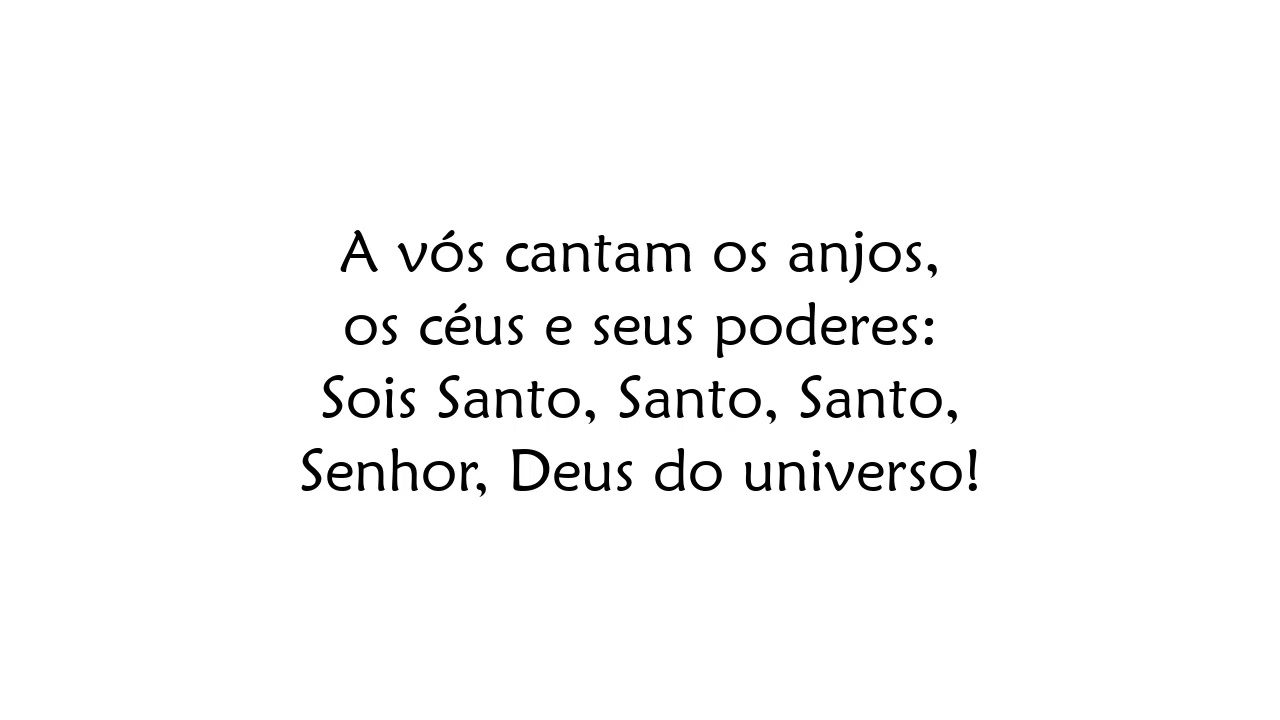 A vós cantam os anjos,
os céus e seus poderes:
Sois Santo, Santo, Santo,
Senhor, Deus do universo!